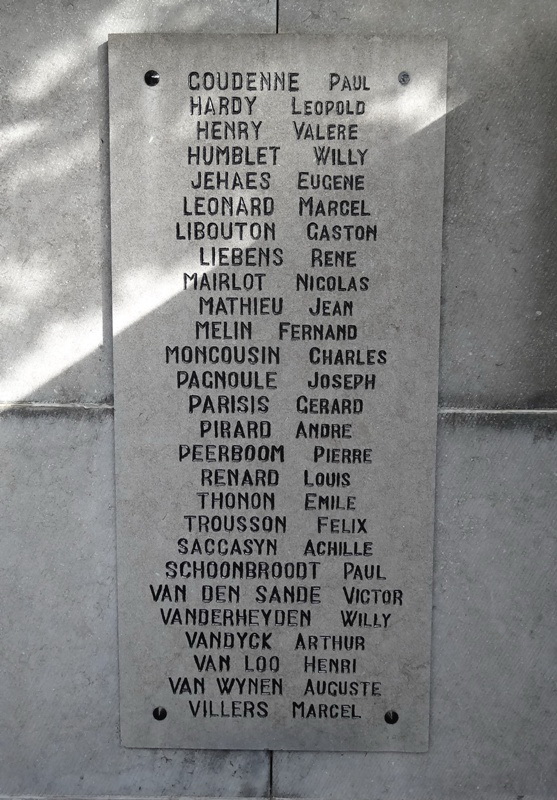 GOUDENNE PAUL
HARDY LEOPOLD
HENRY VALERE
HUMBLET WILLY
JEHAES EUGENE
LEONARD MARCEL
LIBOUTON GASTON
LIEBENS RENE
MAIRLOT NICOLAS
MATHIEU JEAN
MELIN FERNAND
MONCOUSIN CHARLES
PAGNOULE JOSEPH
PARISIS GERARD
PIRARD ANDRE
PEERBOOM PIERRE
RENARD LOUIS
THONON EMILE
TROUSSON FELIX
SACCASYN ACHILLE
SCHOONBROODT PAUL
VAN DEN SANDE VICTOR
VANDERHEYDEN WILLY
VANDYCK ARTHUR
VAN LOO HENRI
VAN WYNEN AUGUSTE
VILLERS MARCEL